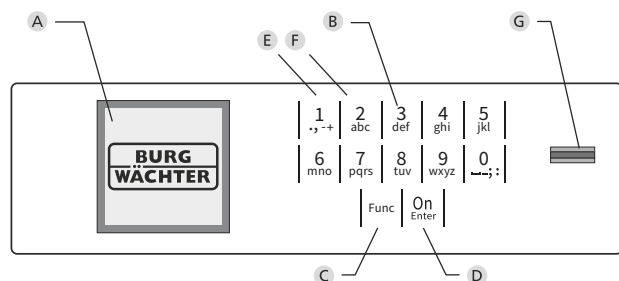 A
E F
B
G
1 2 3 4 5
.,-+ abc def ghi jkl
BURG
WÄCHTER
6 7 8 9 0
mno pqrs tuv wxyz ⎵–;:
Func On
Enter
C
D